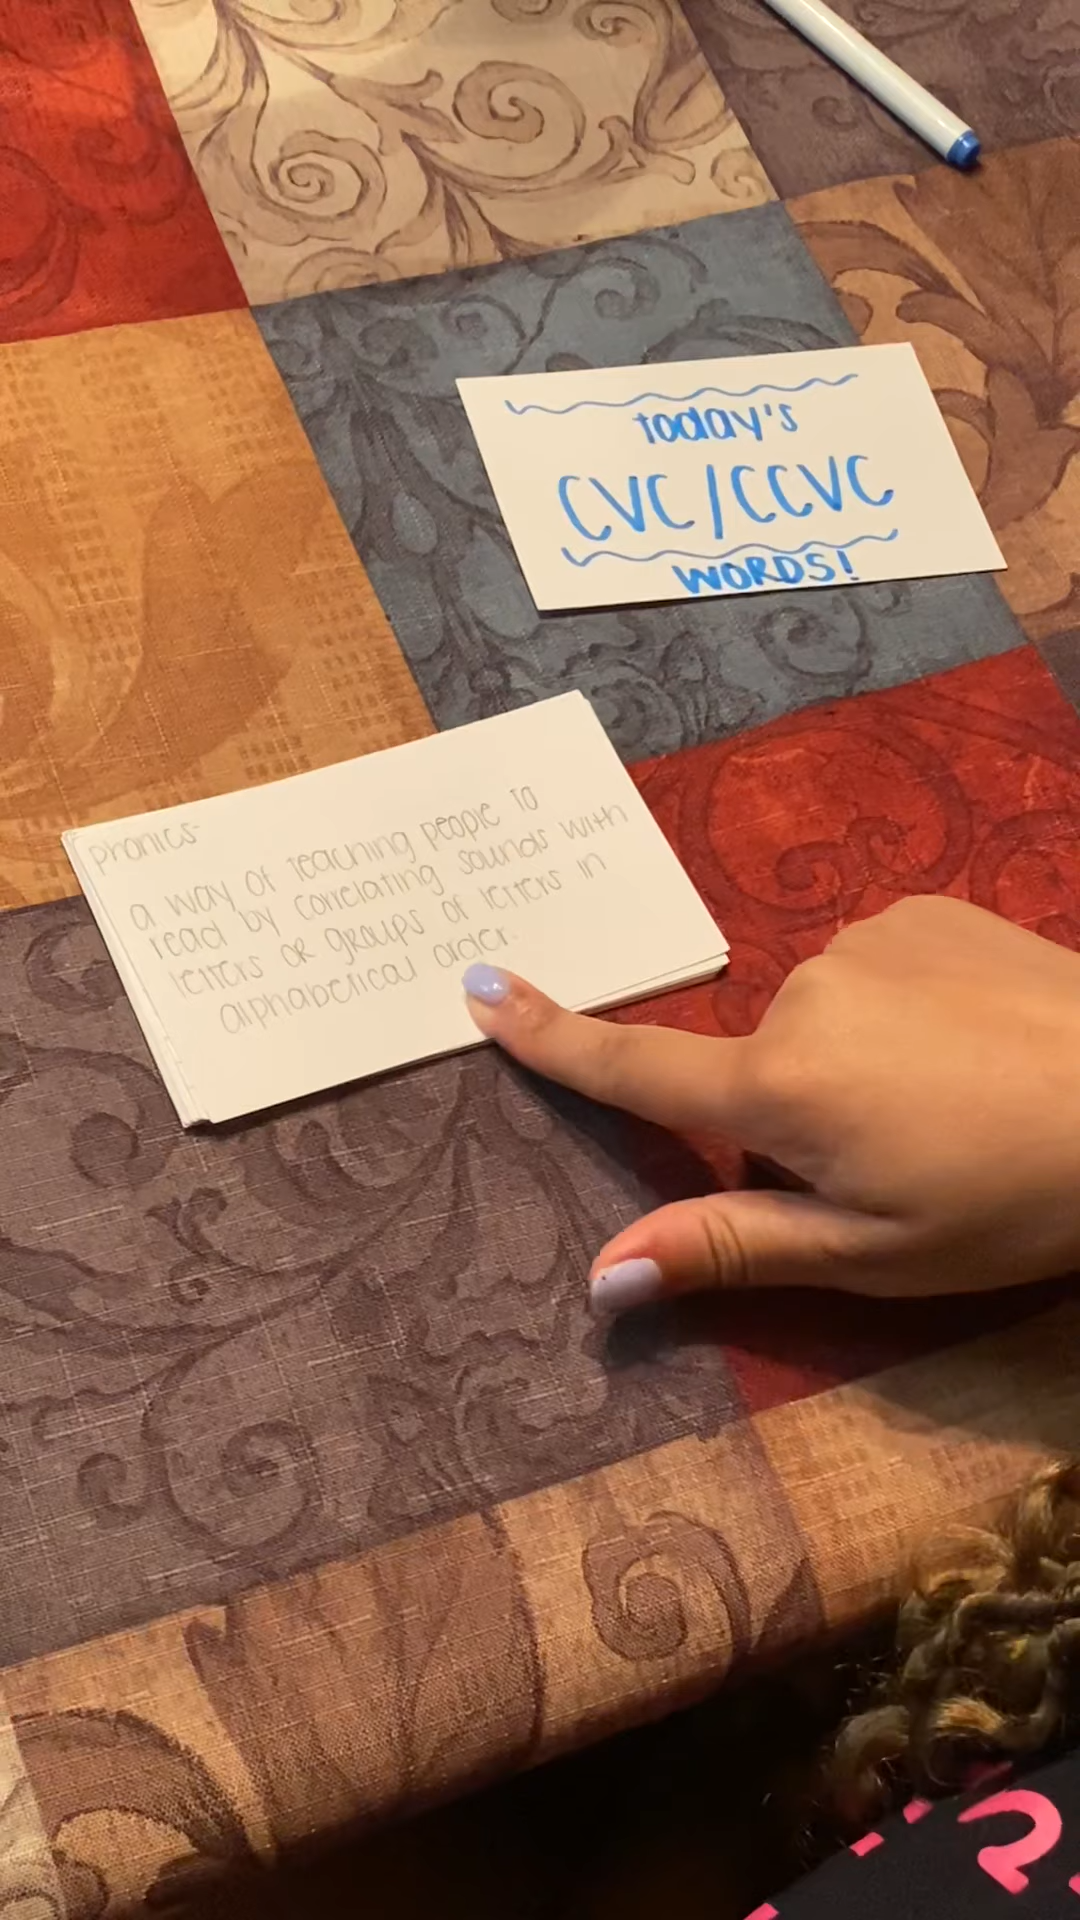 today's
CVC/CCVC
WORDS!
phonics-
a way of teaching people to
read by correlating sounds with
letters or groups of letters in
alphabetical order.